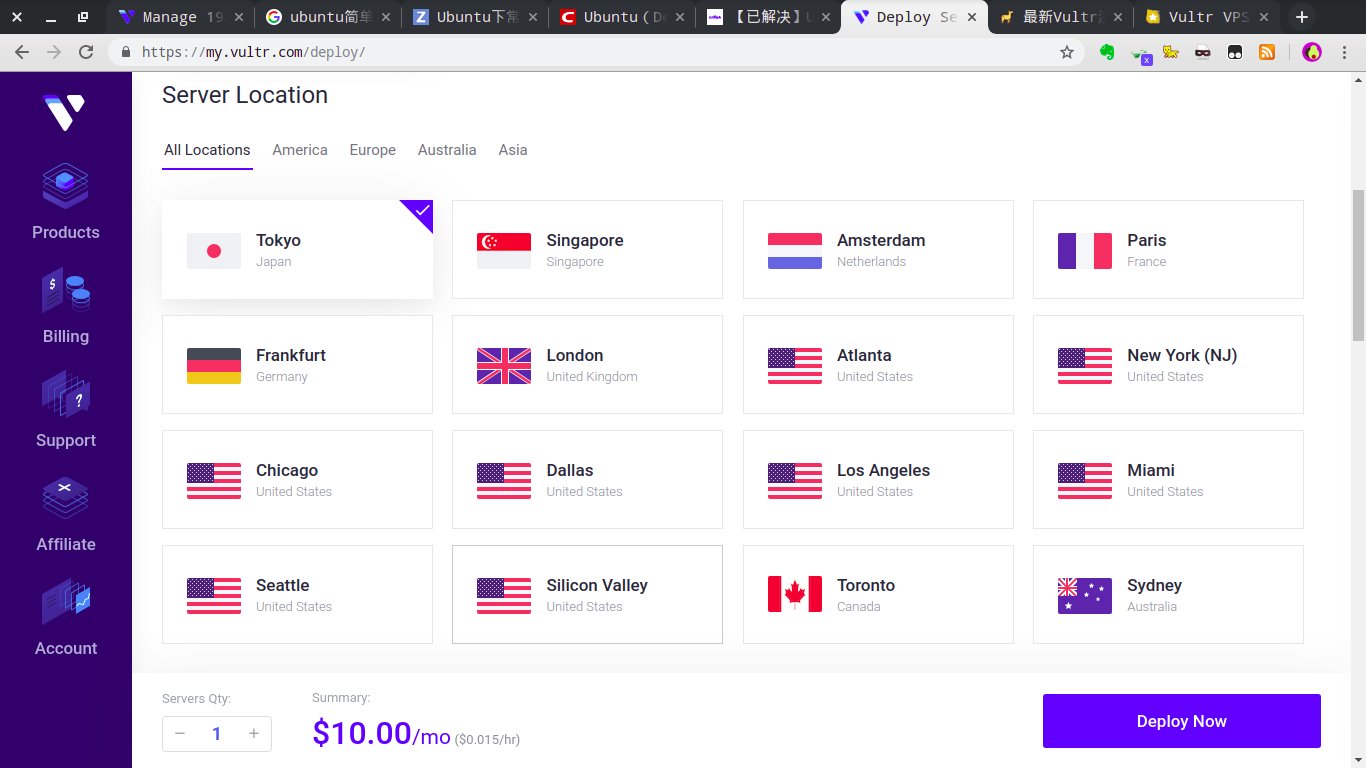 Manage 19
ubuntu简单
Ubuntu下常
Ubuntu (De
【已解决】U
Deploy Se
最新Vultr
Vultr VPS
https://my.vultr.com/deploy/
x
Products
$
Billing
?
Support
Affiliate
Account
Server Location
All Locations
America
Europe
Australia
Asia
Tokyo
Japan
Singapore
Singapore
Amsterdam
Netherlands
Paris
France
Frankfurt
Germany
London
United Kingdom
Atlanta
United States
New York (NJ)
United States
Chicago
United States
Dallas
United States
Los Angeles
United States
Miami
United States
Seattle
United States
Silicon Valley
United States
Toronto
Canada
Sydney
Australia
Servers Qty:
− 1 +
Summary:
$10.00/mo ($0.015/hr)
Deploy Now